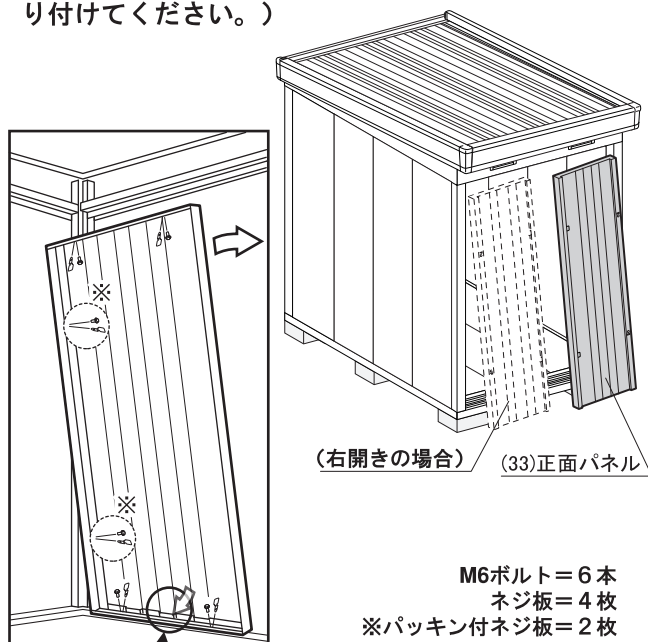 り付けてください。）
※
※
（右開きの場合）
(33)正面パネル
M6ボルト＝6本
ネジ板＝4枚
※パッキン付ネジ板＝2枚